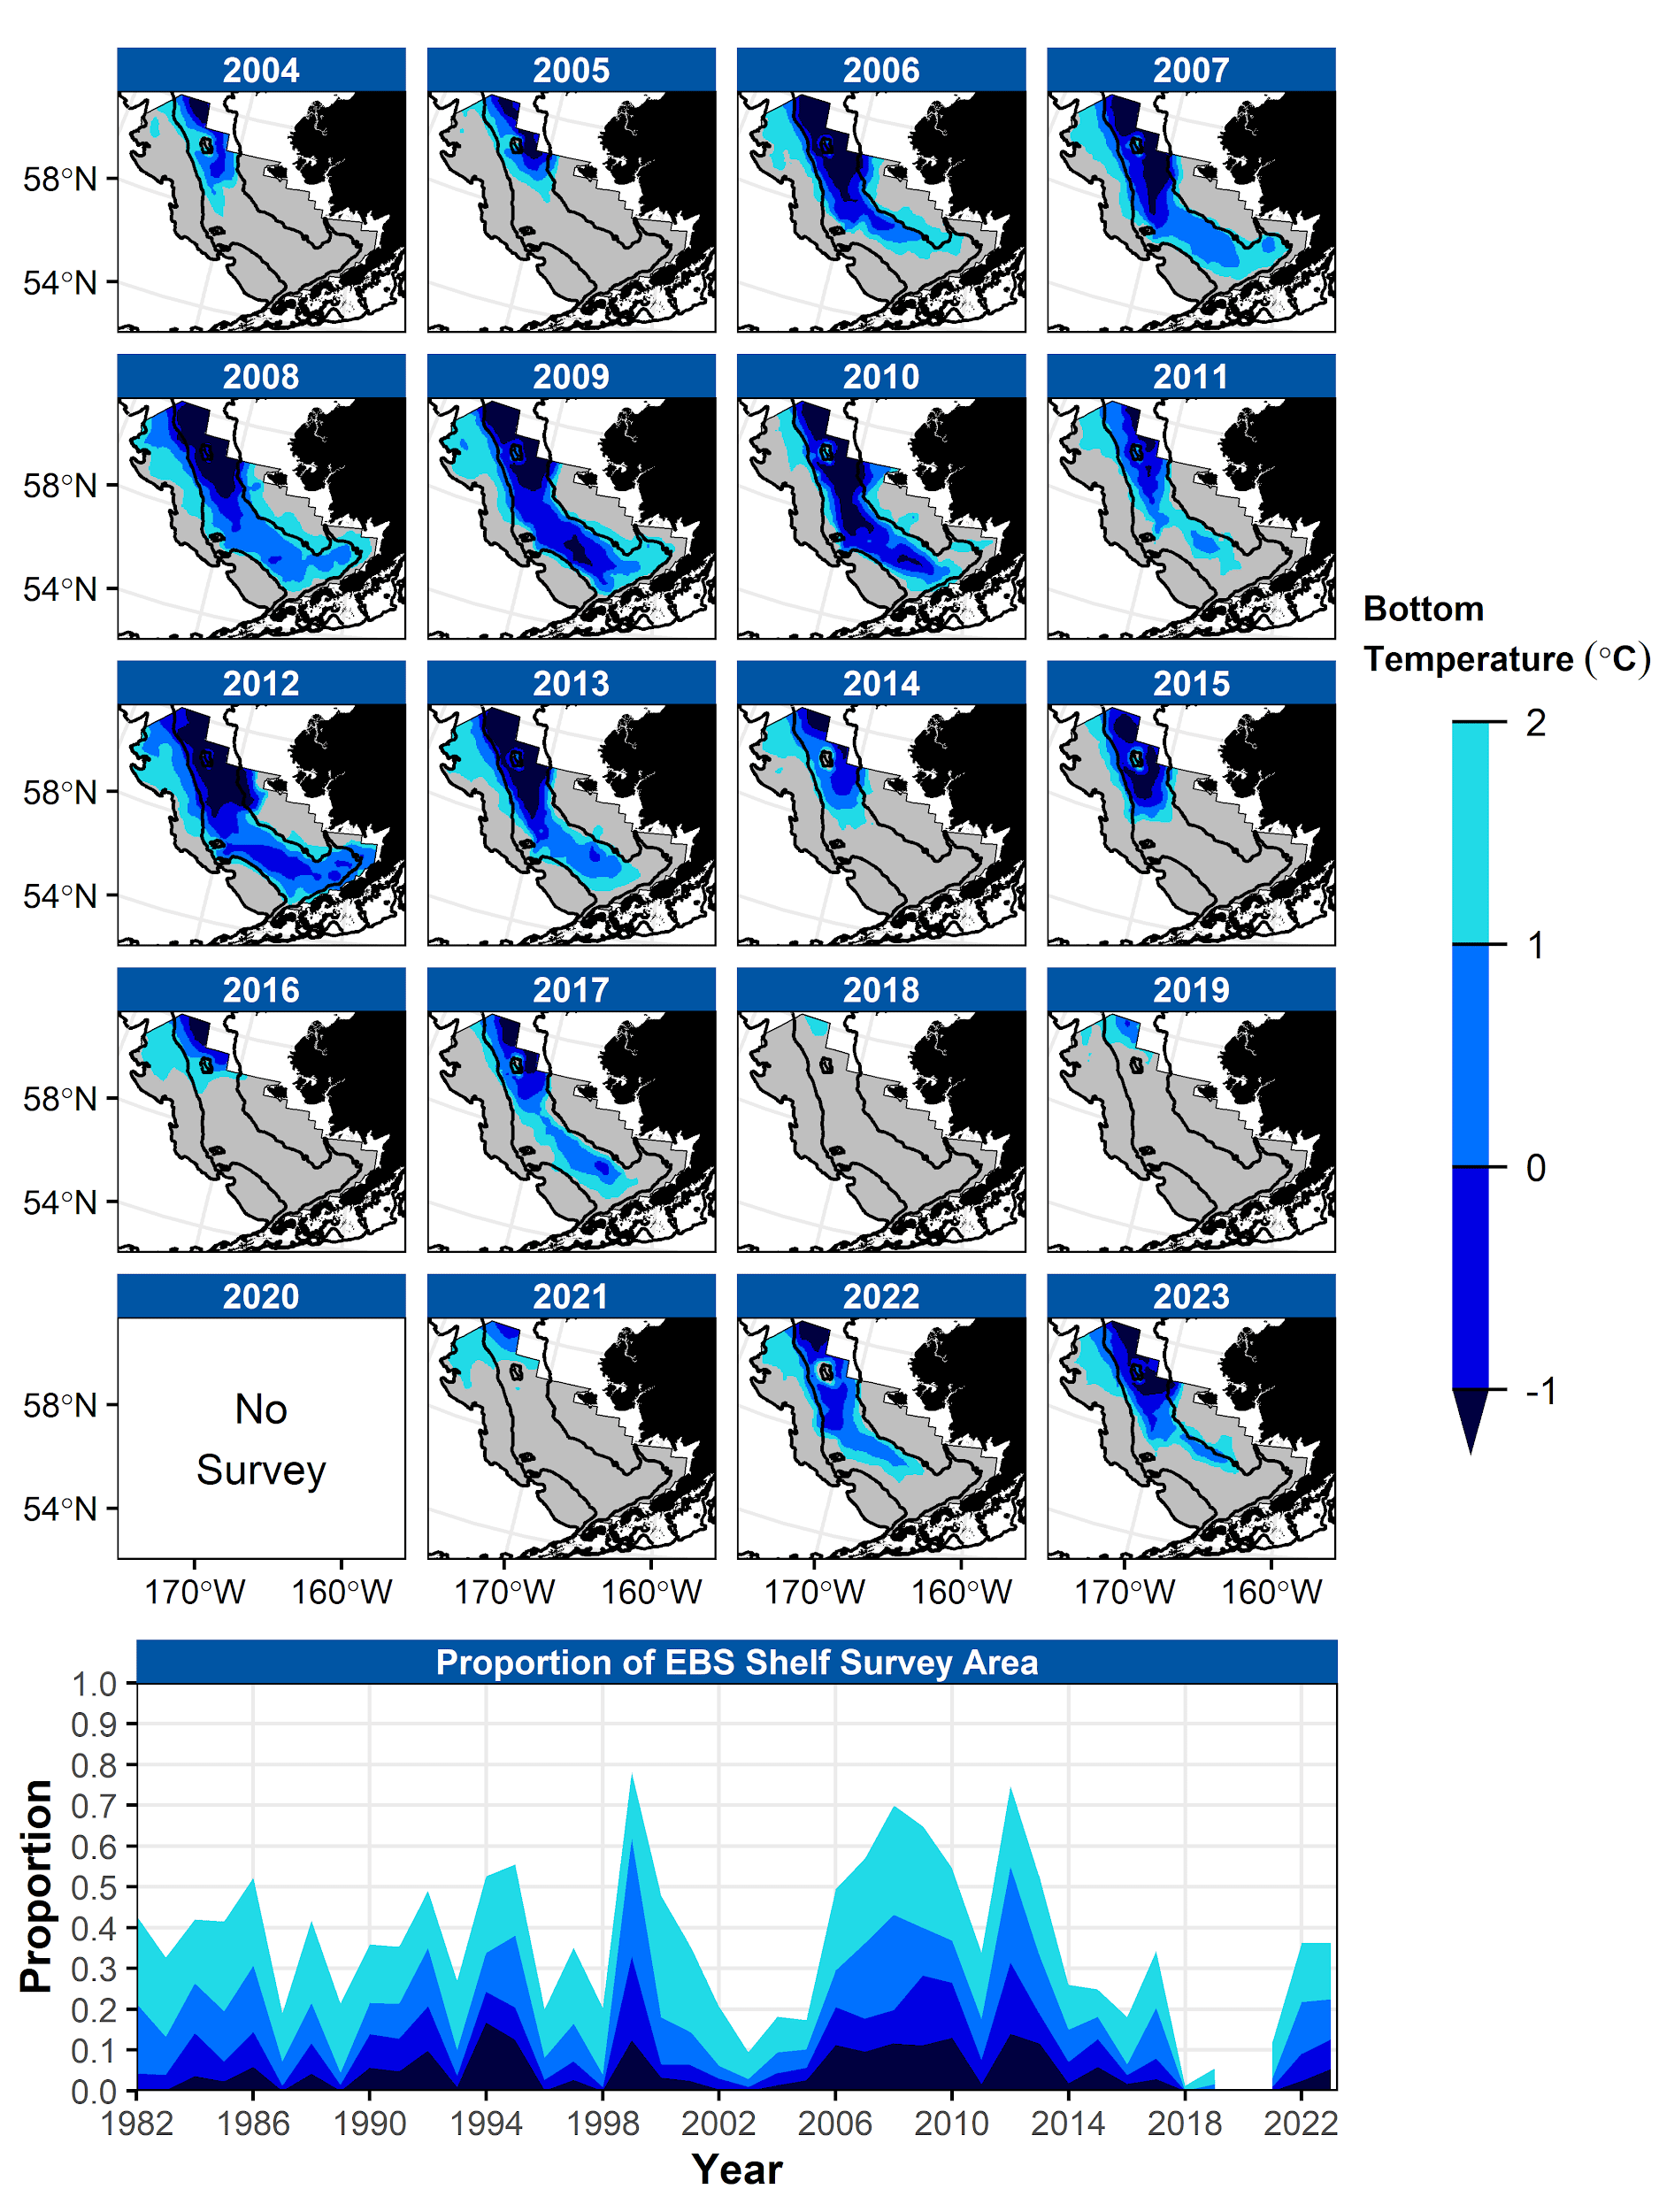 2004 2005 2006 2007
58°N
54°N
2008 2009 2010 2011
58°N
54°N
Bottom
Temperature (°C)
2012 2013 2014 2015
2
58°N
54°N
1
2016 2017 2018 2019
58°N
0
54°N
2020 2021 2022 2023
-1
58°N
No
Survey
54°N
170°W 160°W 170°W 160°W 170°W 160°W 170°W 160°W
Proportion of EBS Shelf Survey Area
Proportion
1.0
0.9
0.8
0.7
0.6
0.5
0.4
0.3
0.2
0.1
0.0
1982 1986 1990 1994 1998 2002 2006 2010 2014 2018 2022
Year